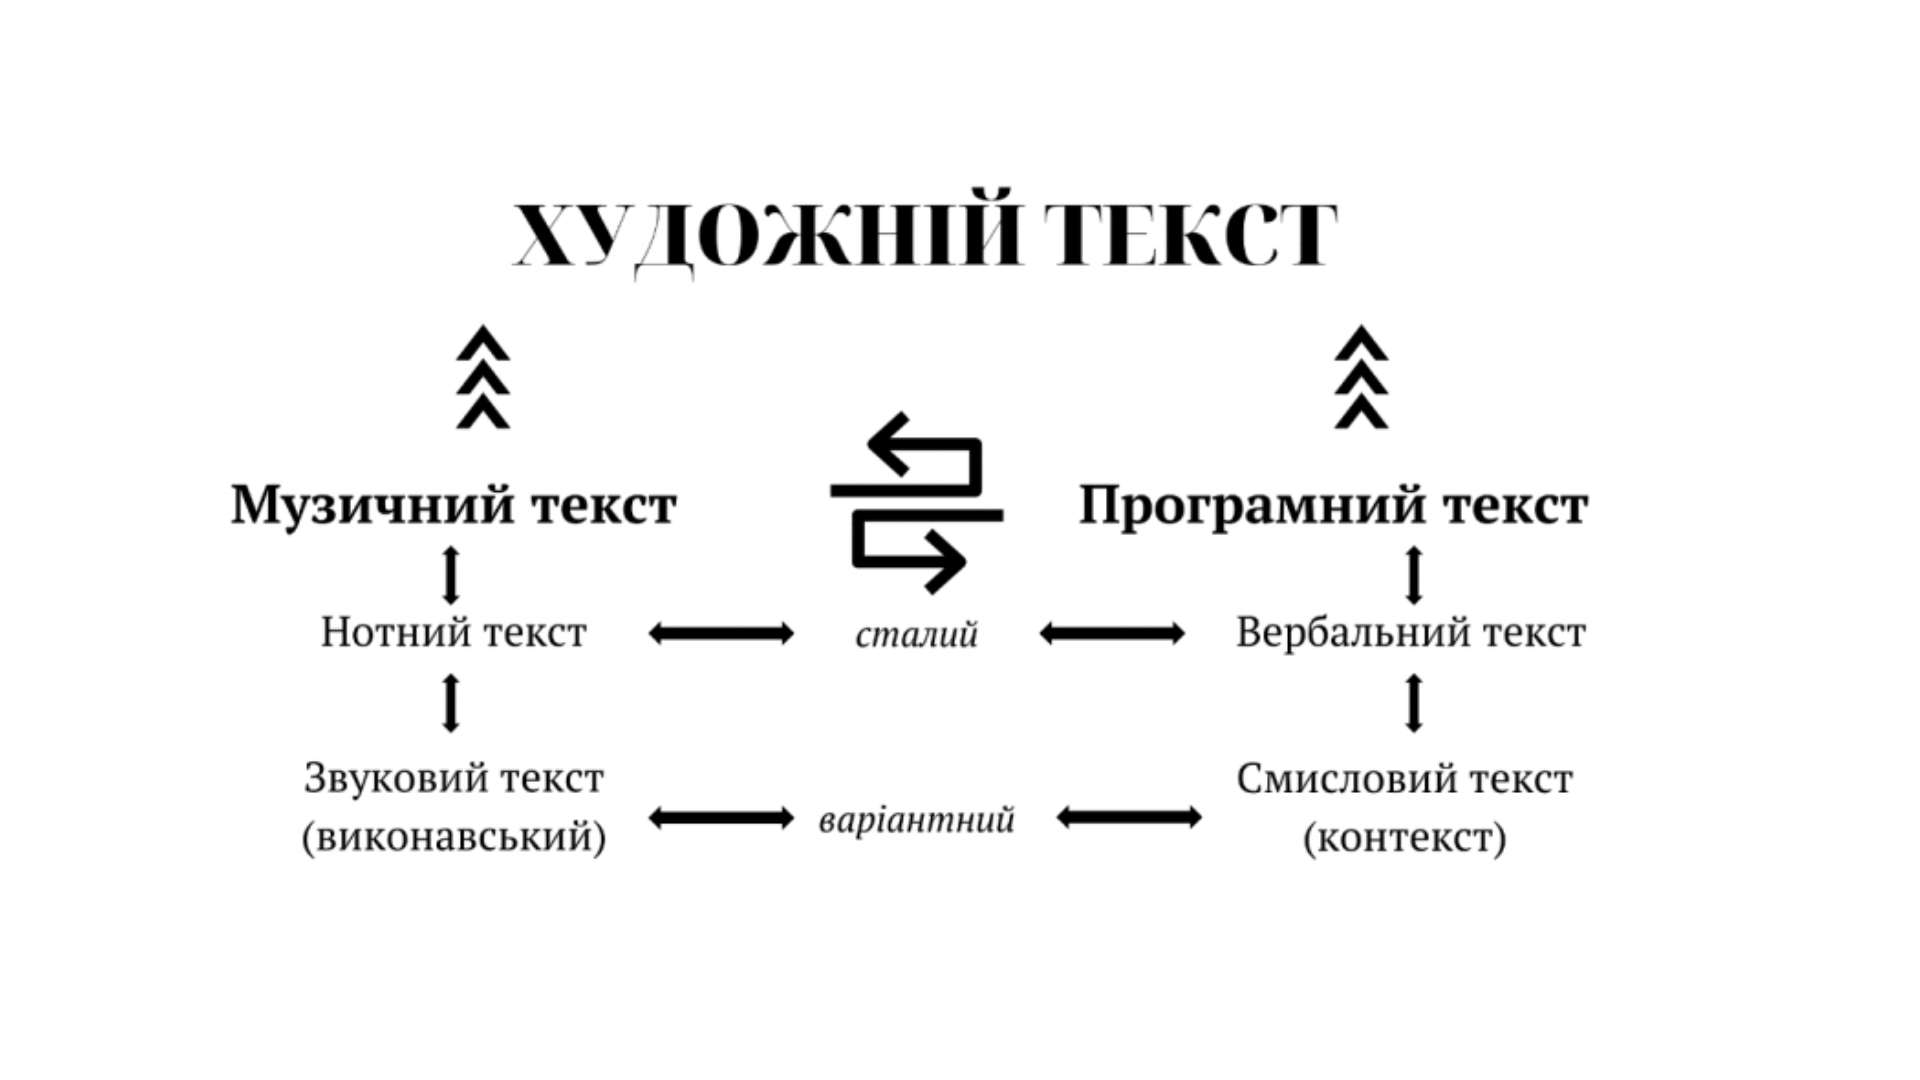 ХУДОЖНІЙ ТЕКСТ
Музичний текст
Програмний текст
Нотний текст
сталий
Вербальний текст
Звуковий текст
(виконавський)
варіантний
Смисловий текст
(контекст)